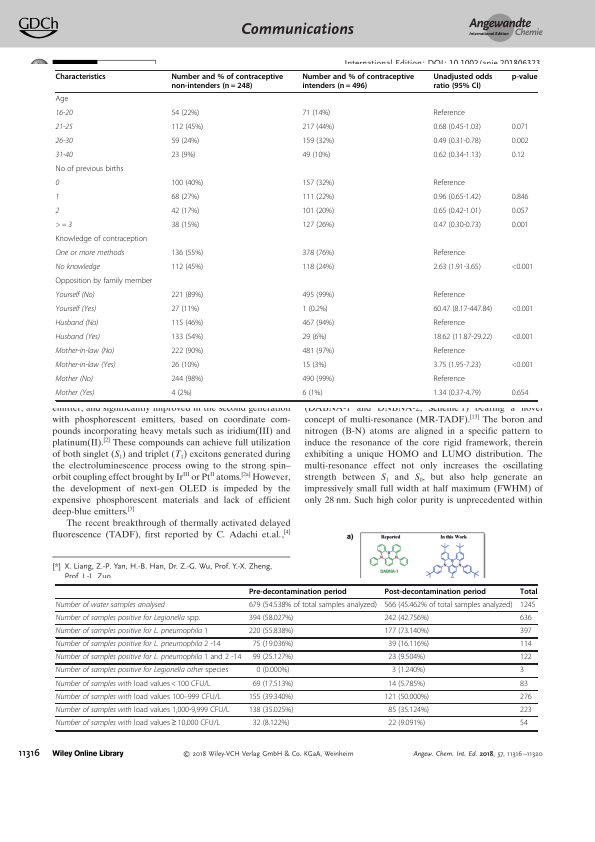 GDCh
Communications
Angewandte
International Edition
Chemie
International Edition: DOI: 10.1002/anie.201806323
Characteristics Number and % of contraceptive non-intenders (n = 248) Number and % of contraceptive intenders (n = 496) Unadjusted odds ratio (95% CI) p-value
Age
16-20 54 (22%) 71 (14%) Reference
21-25 112 (45%) 217 (44%) 0.68 (0.45-1.03) 0.071
26-30 59 (24%) 159 (32%) 0.49 (0.31-0.78) 0.002
31-40 23 (9%) 49 (10%) 0.62 (0.34-1.13) 0.12
No of previous births
0 100 (40%) 157 (32%) Reference
1 68 (27%) 111 (22%) 0.96 (0.65-1.42) 0.846
2 42 (17%) 101 (20%) 0.65 (0.42-1.01) 0.057
> = 3 38 (15%) 127 (26%) 0.47 (0.30-0.73) 0.001
Knowledge of contraception
One or more methods 136 (55%) 378 (76%) Reference
No knowledge 112 (45%) 118 (24%) 2.63 (1.91-3.65) <0.001
Opposition by family member
Yourself (No) 221 (89%) 495 (99%) Reference
Yourself (Yes) 27 (11%) 1 (0.2%) 60.47 (8.17-447.84) <0.001
Husband (No) 115 (46%) 467 (94%) Reference
Husband (Yes) 133 (54%) 29 (6%) 18.62 (11.87-29.22) <0.001
Mother-in-law (No) 222 (90%) 481 (97%) Reference
Mother-in-law (Yes) 26 (10%) 15 (3%) 3.75 (1.95-7.23) <0.001
Mother (No) 244 (98%) 490 (99%) Reference
Mother (Yes) 4 (2%) 6 (1%) 1.34 (0.37-4.79) 0.654
emitter, and significantly improved in the second generation
with phosphorescent emitters, based on coordinate com-
pounds incorporating heavy metals such as iridium(III) and
platinum(II).[2] These compounds can achieve full utilization
of both singlet (S1) and triplet (T1) excitons generated during
the electroluminescence process owing to the strong spin–
orbit coupling effect brought by IrIII or PtII atoms.[2a] However,
the development of next-gen OLED is impeded by the
expensive phosphorescent materials and lack of efficient
deep-blue emitters.[3]
The recent breakthrough of thermally activated delayed
fluorescence (TADF), first reported by C. Adachi et.al.,[4]
[*] X. Liang, Z.-P. Yan, H.-B. Han, Dr. Z.-G. Wu, Prof. Y.-X. Zheng,
Prof. J.-L. Zuo
(DABNA-1 and DNBNA-2, Scheme 1) bearing a novel
concept of multi-resonance (MR-TADF).[13] The boron and
nitrogen (B-N) atoms are aligned in a specific pattern to
induce the resonance of the core rigid framework, therein
exhibiting a unique HOMO and LUMO distribution. The
multi-resonance effect not only increases the oscillating
strength between S1 and S0, but also help generate an
impressively small full width at half maximum (FWHM) of
only 28 nm. Such high color purity is unprecedented within
a) Reported In this Work
DABNA-1
Pre-decontamination period Post-decontamination period Total
Number of water samples analysed 679 (54.538% of total samples analyzed) 566 (45.462% of total samples analyzed) 1245
Number of samples positive for Legionella spp. 394 (58.027%) 242 (42.756%) 636
Number of samples positive for L. pneumophila 1 220 (55.838%) 177 (73.140%) 397
Number of samples positive for L. pneumophila 2 -14 75 (19.036%) 39 (16.116%) 114
Number of samples positive for L. pneumophila 1 and 2 -14 99 (25.127%) 23 (9.504%) 122
Number of samples positive for Legionella other species 0 (0.000%) 3 (1.240%) 3
Number of samples with load values < 100 CFU/L 69 (17.513%) 14 (5.785%) 83
Number of samples with load values 100–999 CFU/L 155 (39.340%) 121 (50.000%) 276
Number of samples with load values 1,000-9,999 CFU/L 138 (35.025%) 85 (35.124%) 223
Number of samples with load values ≥ 10,000 CFU/L 32 (8.122%) 22 (9.091%) 54
11316 Wiley Online Library © 2018 Wiley-VCH Verlag GmbH & Co. KGaA, Weinheim Angew. Chem. Int. Ed. 2018, 57, 11316–11320